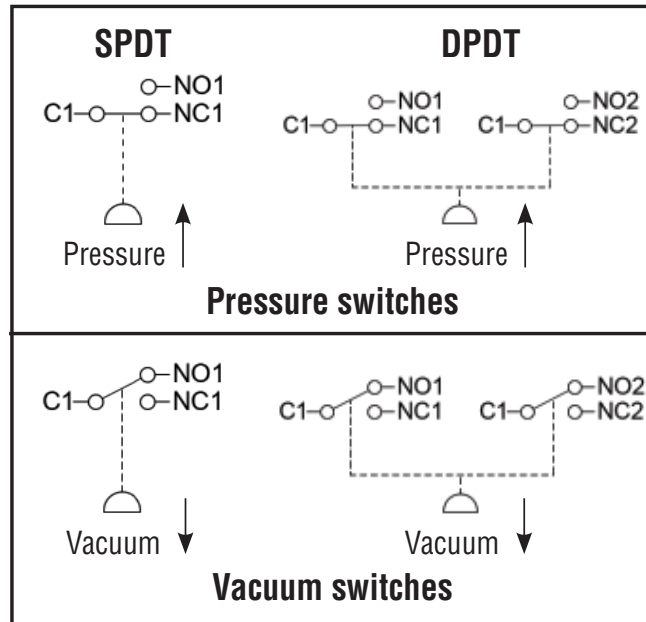 SPDT
NO1
C1 NC1
Pressure
DPDT
NO1 NO2
C1 NC1 C1 NC2
Pressure
Pressure switches
NO1
C1 NC1
Vacuum
NO1 NO2
C1 NC1 C1 NC2
Vacuum
Vacuum switches